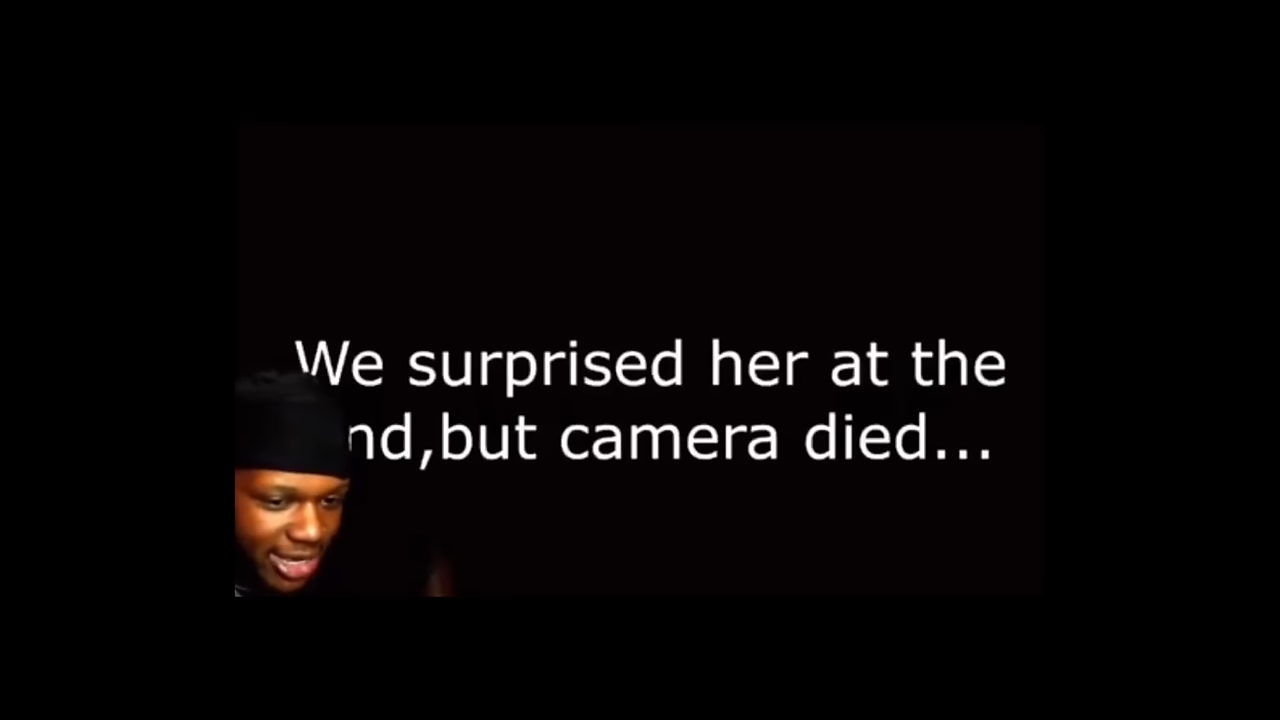 We surprised her at the
nd,but camera died...